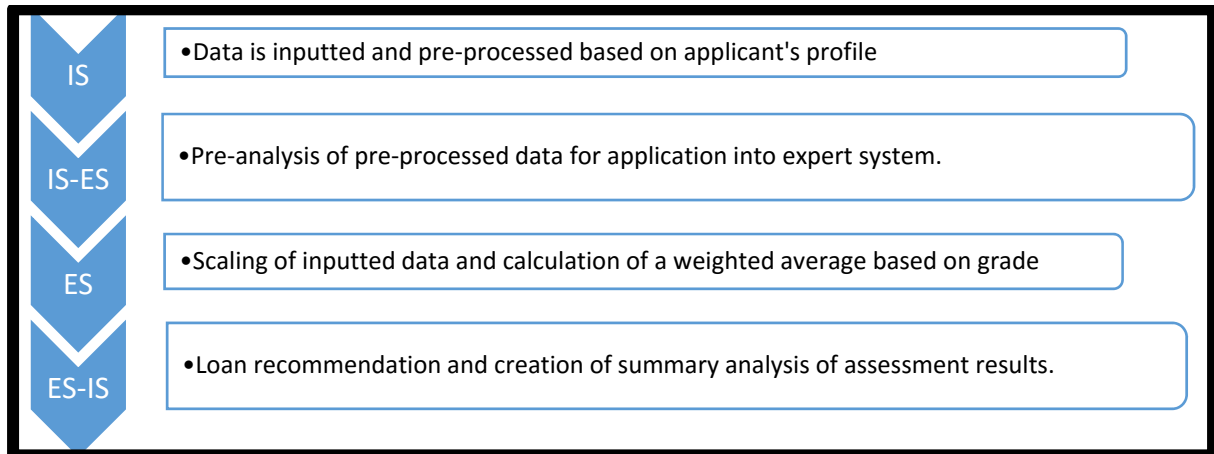 IS
•Data is inputted and pre-processed based on applicant's profile
IS-ES
•Pre-analysis of pre-processed data for application into expert system.
ES
•Scaling of inputted data and calculation of a weighted average based on grade
ES-IS
•Loan recommendation and creation of summary analysis of assessment results.